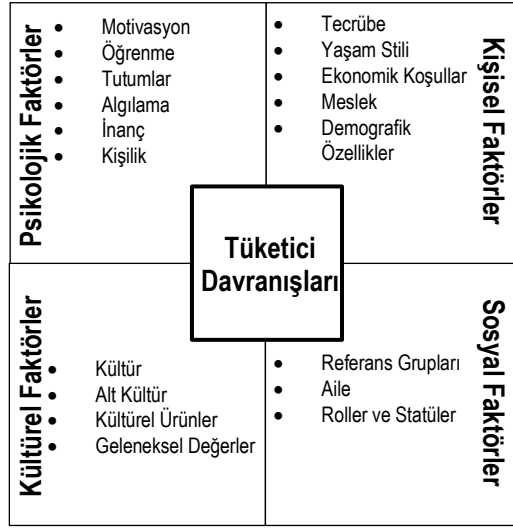 Psikolojik Faktörler
Motivasyon
Öğrenme
Tutumlar
Algılama
İnanç
Kişilik
Kişisel Faktörler
Tecrübe
Yaşam Stili
Ekonomik Koşullar
Meslek
Demografik
Özellikler
Tüketici
Davranışları
Kültürel Faktörler
Kültür
Alt Kültür
Kültürel Ürünler
Geleneksel Değerler
Sosyal Faktörler
Referans Grupları
Aile
Roller ve Statüler